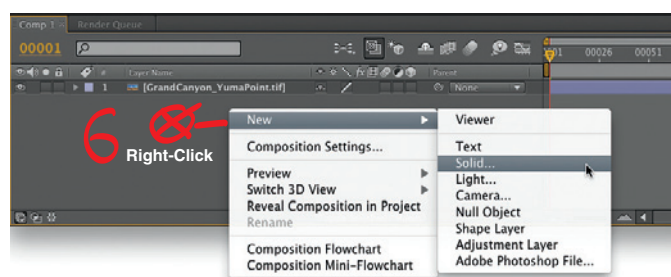 Comp 1 × Render Queue
00001
00001 00026 00051
# Layer Name Parent
1 [GrandCanyon_YumaPoint.tif] None
6
Right-Click
New
Composition Settings...
Preview
Switch 3D View
Reveal Composition in Project
Rename
Composition Flowchart
Composition Mini-Flowchart
Viewer
Text
Solid...
Light...
Camera...
Null Object
Shape Layer
Adjustment Layer
Adobe Photoshop File...